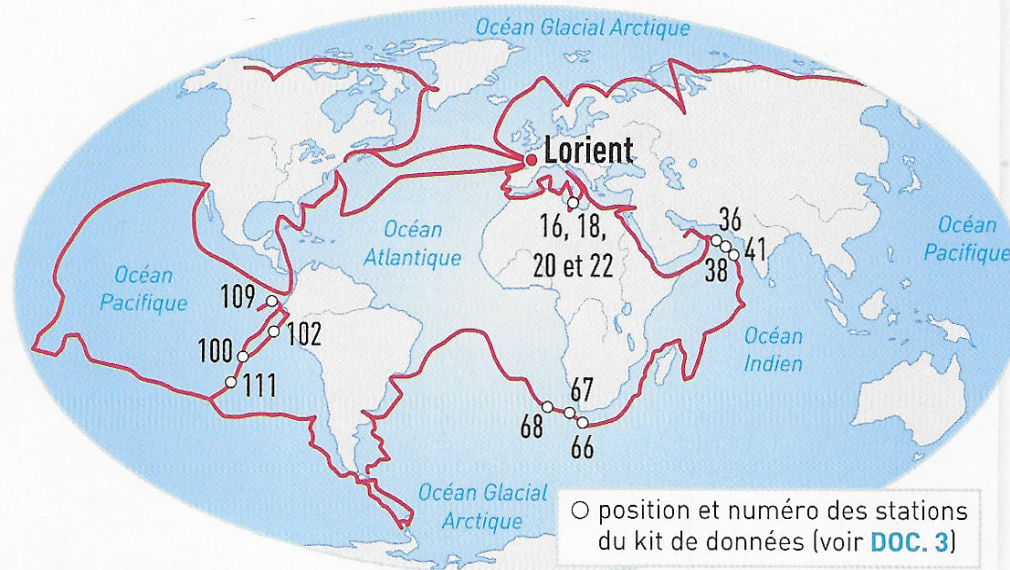 Océan Glacial Arctique
Lorient
16, 18,
20 et 22
36
41
38
Océan
Atlantique
Océan
Pacifique
Océan
Pacifique
109
102
100
111
Océan
Indien
67
68
66
Océan Glacial
Arctique
position et numéro des stations
du kit de données (voir DOC. 3)